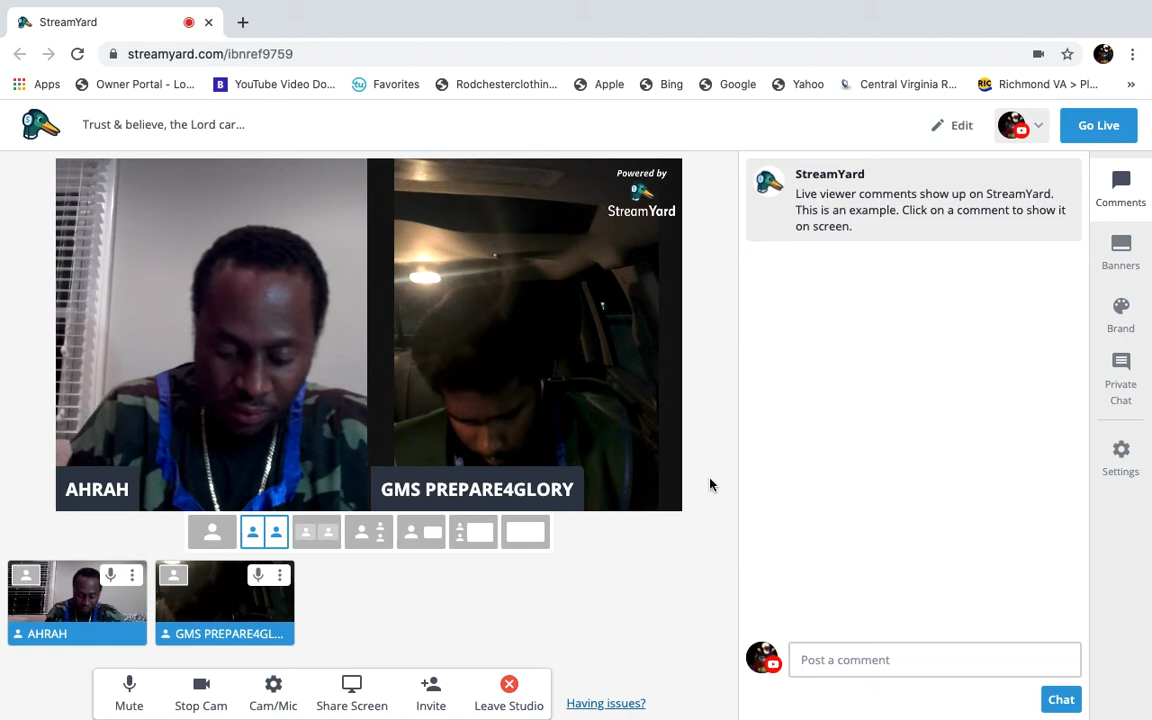 StreamYard
streamyard.com/ibnref9759
Apps
Owner Portal - Lo...
B
YouTube Video Do...
tu
Favorites
Rodchesterclothin...
Apple
Bing
Google
Yahoo
Central Virginia R...
RIC
Richmond VA > Pl...
»
Trust & believe, the Lord car...
Edit
Go Live
Powered by
StreamYard
AHRAH
GMS PREPARE4GLORY
StreamYard
Live viewer comments show up on StreamYard.
This is an example. Click on a comment to show it
on screen.
Comments
Banners
Brand
Private
Chat
Settings
AHRAH
GMS PREPARE4GL...
Mute
Stop Cam
Cam/Mic
Share Screen
Invite
Leave Studio
Having issues?
Post a comment
Chat